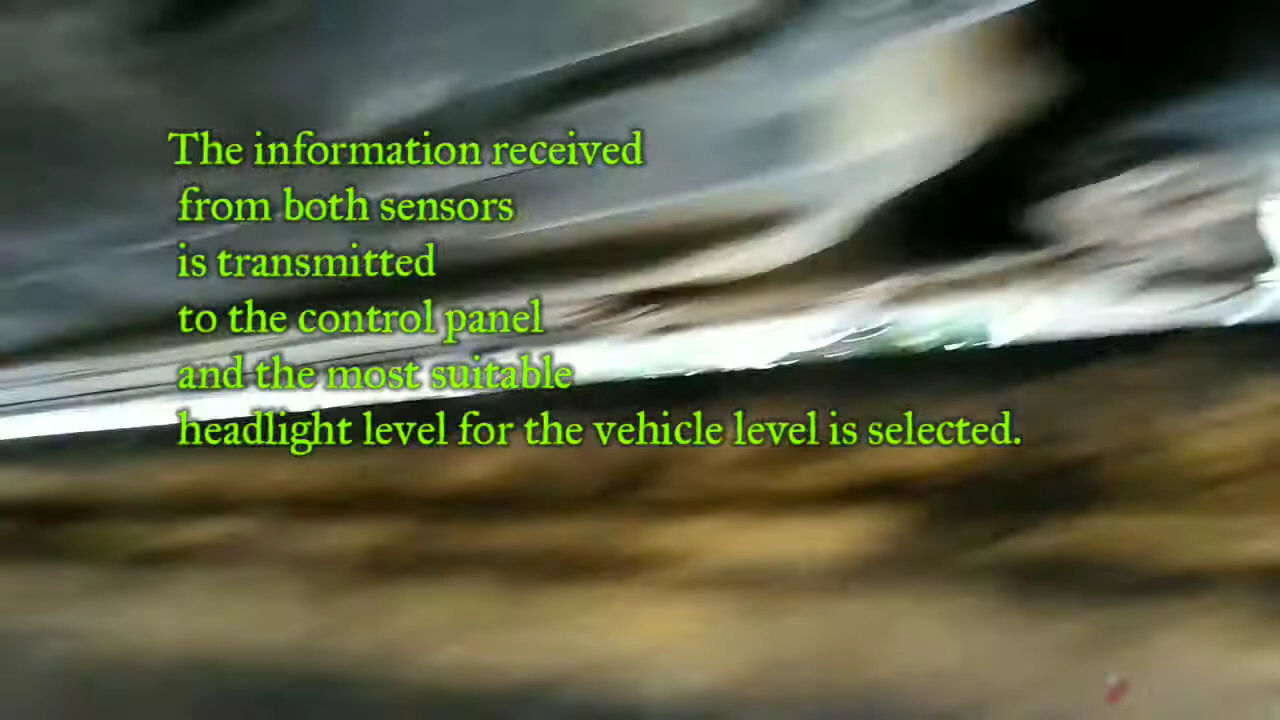 The information received
from both sensors
is transmitted
to the control panel
and the most suitable
headlight level for the vehicle level is selected.